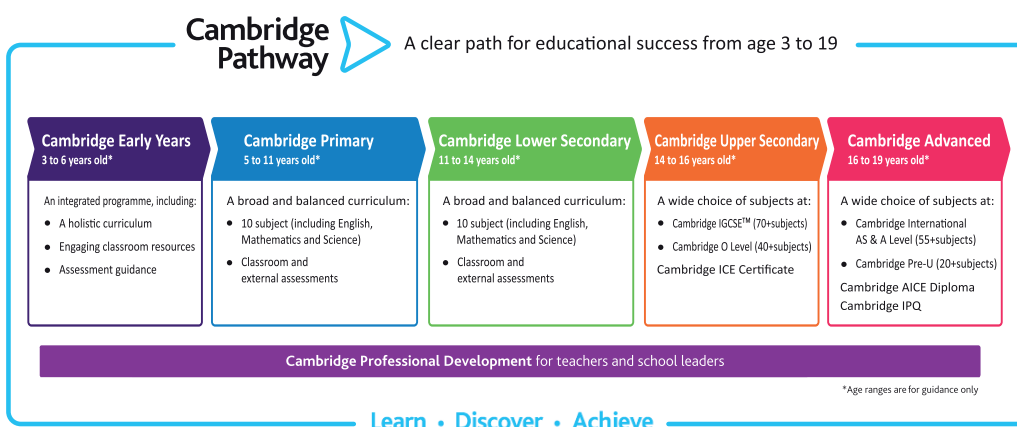 Cambridge
Pathway
A clear path for educational success from age 3 to 19
Cambridge Early Years
3 to 6 years old*
An integrated programme, including:
• A holistic curriculum
• Engaging classroom resources
• Assessment guidance
Cambridge Primary
5 to 11 years old*
A broad and balanced curriculum:
• 10 subject (including English,
Mathematics and Science)
• Classroom and
external assessments
Cambridge Lower Secondary
11 to 14 years old*
A broad and balanced curriculum:
• 10 subject (including English,
Mathematics and Science)
• Classroom and
external assessments
Cambridge Upper Secondary
14 to 16 years old*
A wide choice of subjects at:
• Cambridge IGCSE™ (70+subjects)
• Cambridge O Level (40+subjects)
Cambridge ICE Certificate
Cambridge Advanced
16 to 19 years old*
A wide choice of subjects at:
• Cambridge International
AS & A Level (55+subjects)
• Cambridge Pre-U (20+subjects)
Cambridge AICE Diploma
Cambridge IPQ
Cambridge Professional Development for teachers and school leaders
*Age ranges are for guidance only
Learn • Discover • Achieve